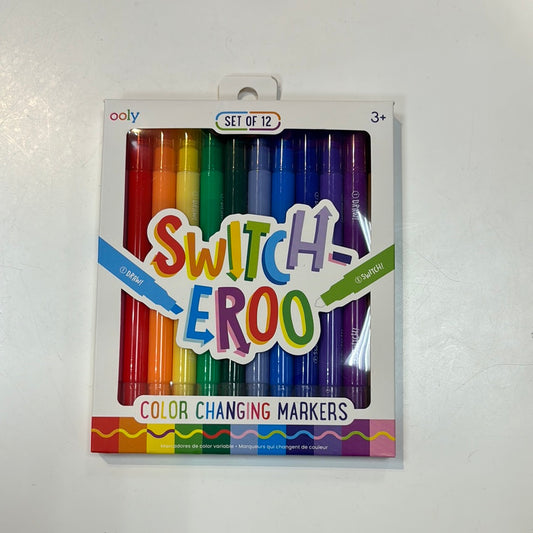 ooly
SET OF 12
3+
DRAW!
SWITCH-
EROO
① DRAW!
② SWITCH!
COLOR CHANGING MARKERS
Marcadores de color variable • Marqueurs qui changent de couleur